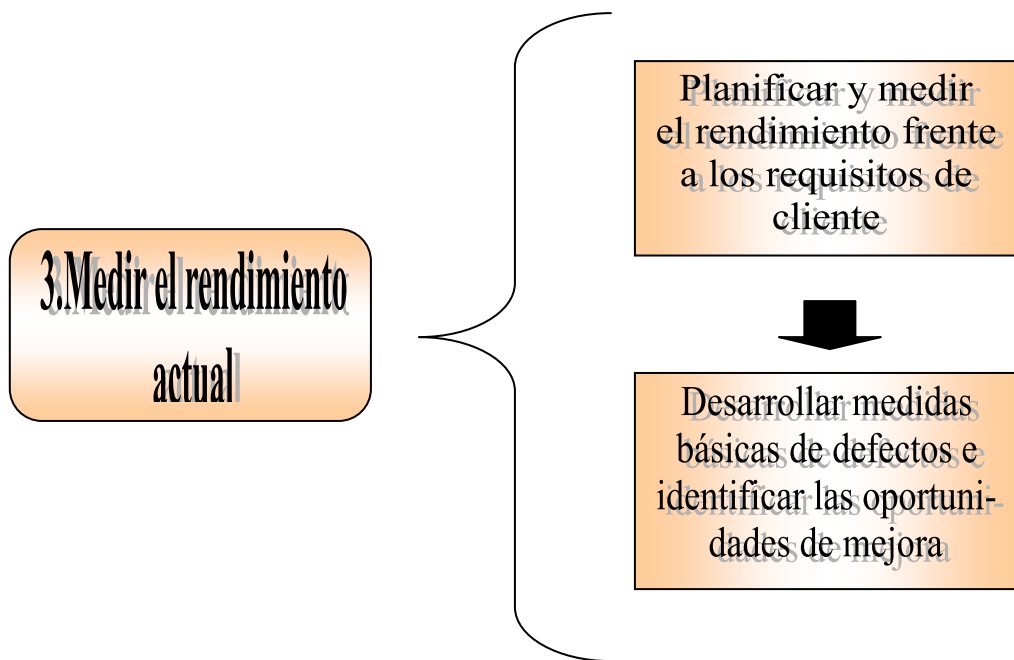 3.Medir el rendimiento
actual
Planificar y medir
el rendimiento frente
a los requisitos de
cliente
Desarrollar medidas
básicas de defectos e
identificar las oportuni-
dades de mejora